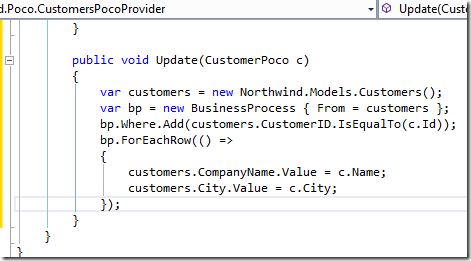 d.Poco.CustomersPocoProvider Update(Cust
}
public void Update(CustomerPoco c)
{
var customers = new Northwind.Models.Customers();
var bp = new BusinessProcess { From = customers };
bp.Where.Add(customers.CustomerID.IsEqualTo(c.Id));
bp.ForEachRow(() =>
{
customers.CompanyName.Value = c.Name;
customers.City.Value = c.City;
});
}
}
}